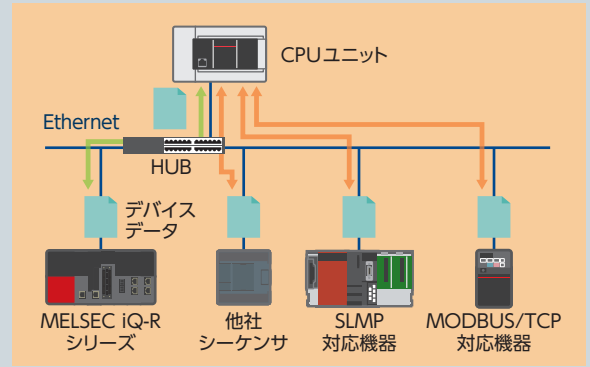 CPUユニット
Ethernet
HUB
デバイス
データ
MELSEC iQ-R
シリーズ
他社
シーケンサ
SLMP
対応機器
MODBUS/TCP
対応機器